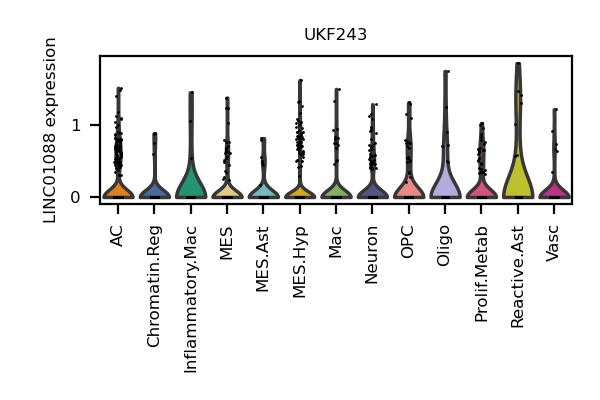 UKF243
LINC01088 expression
1
0
AC
Chromatin.Reg
Inflammatory.Mac
MES
MES.Ast
MES.Hyp
Mac
Neuron
OPC
Oligo
Prolif.Metab
Reactive.Ast
Vasc